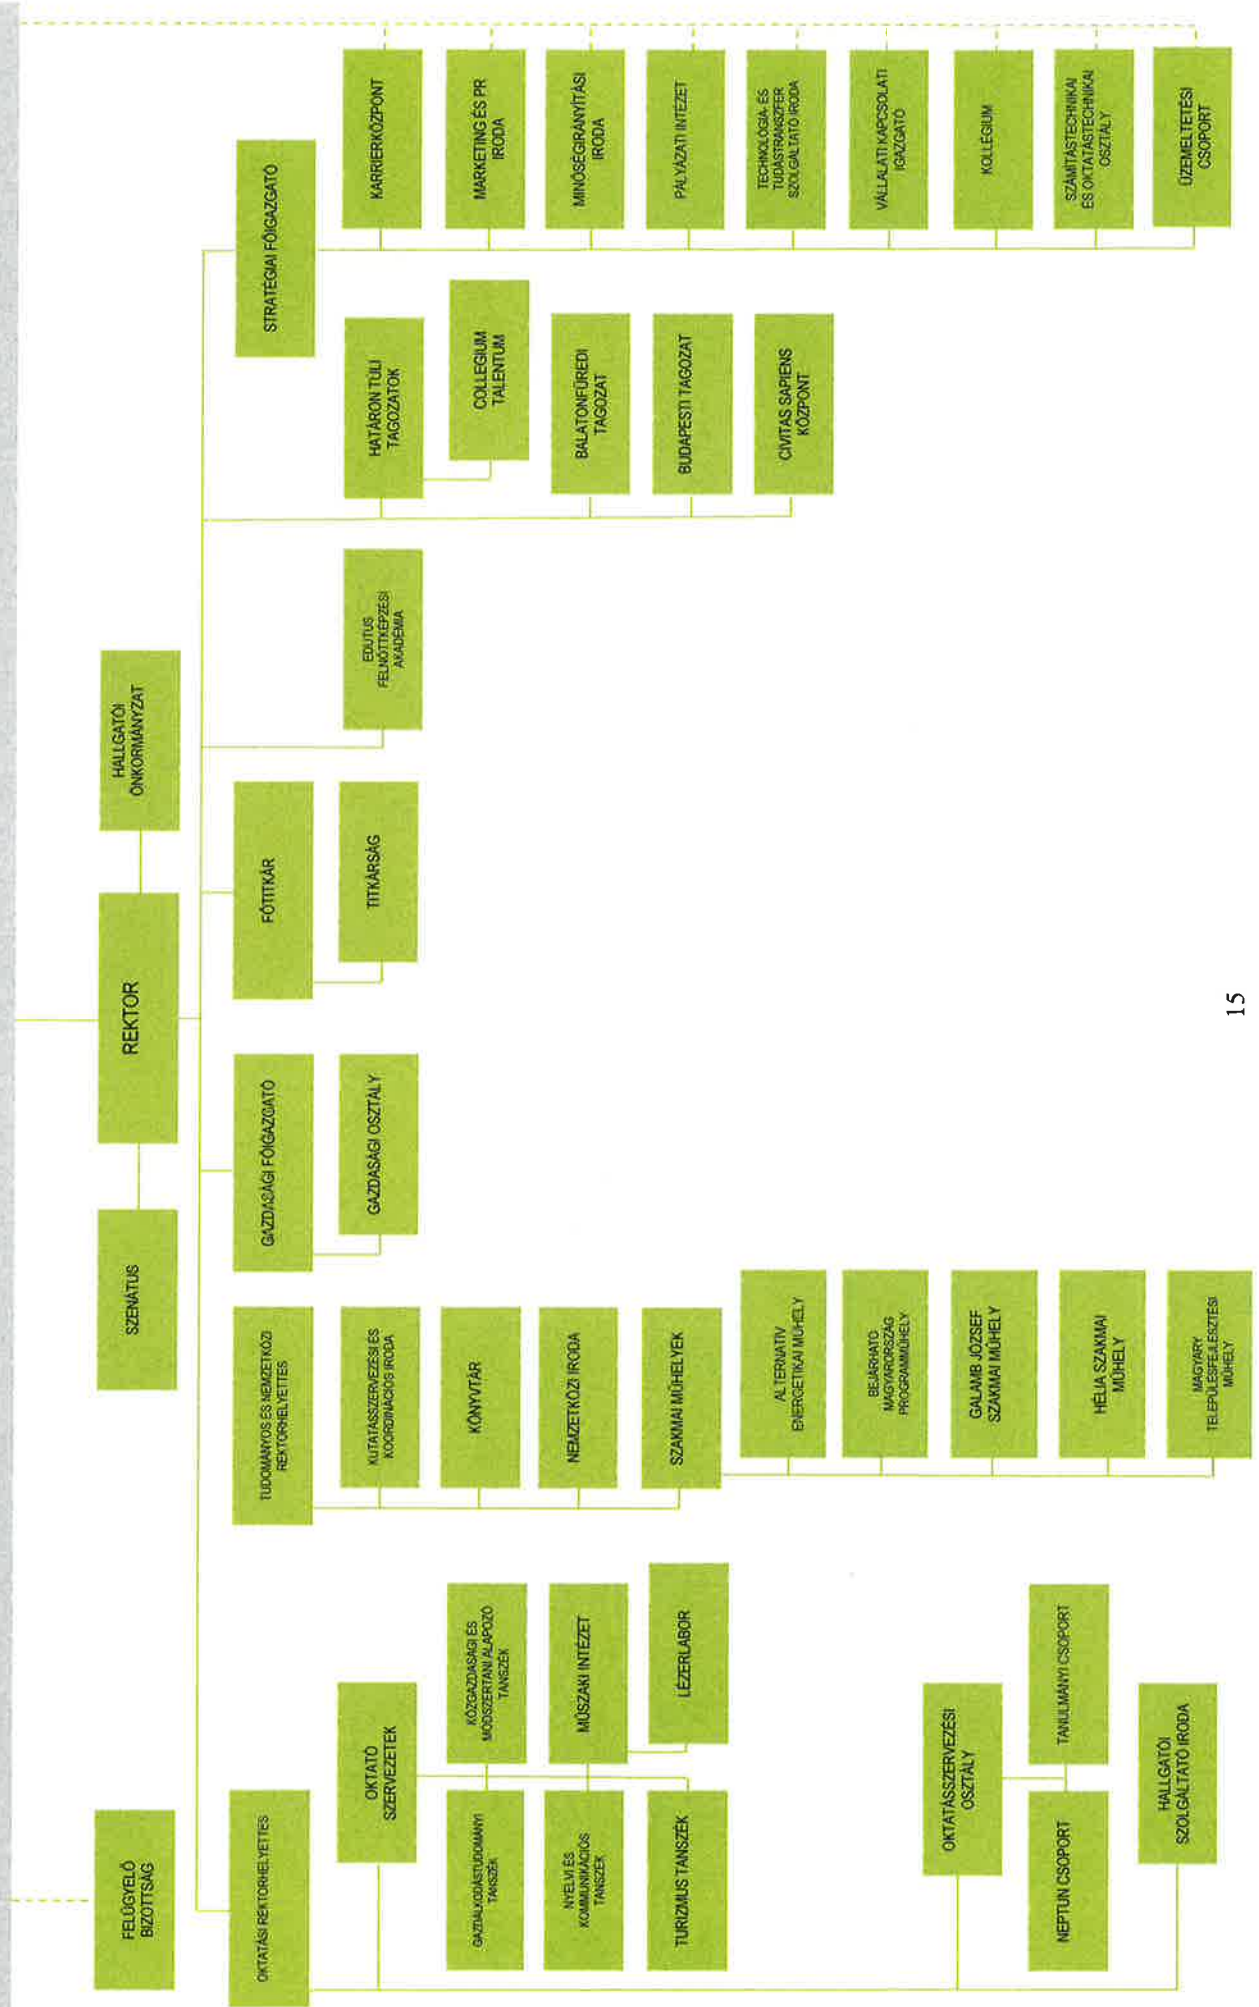 FELÜGYELŐ
BIZOTTSÁG
SZENÁTUS
REKTOR
HALLGATÓI
ÖNKORMÁNYZAT
OKTATÁSI REKTORHELYETTES
OKTATÓ
SZERVEZETEK
GAZDÁLKODÁSTUDOMÁNYI
TANSZÉK
KÖZGAZDASÁGI ÉS
MÓDSZERTANI ALAPOZÓ
TANSZÉK
NYELVI ÉS
KOMMUNIKÁCIÓS
TANSZÉK
MŰSZAKI INTÉZET
TURIZMUS TANSZÉK
LÉZERLABOR
OKTATÁSSZERVEZÉSI
OSZTÁLY
NEPTUN CSOPORT
TANULMÁNYI CSOPORT
HALLGATÓI
SZOLGÁLTATÓ IRODA
TUDOMÁNYOS ÉS NEMZETKÖZI
REKTORHELYETTES
KUTATÁSSZERVEZÉSI ÉS
KOORDINÁCIÓS IRODA
KÖNYVTÁR
NEMZETKÖZI IRODA
SZAKMAI MŰHELYEK
ALTERNATÍV
ENERGETIKAI MŰHELY
BEJÁRHATÓ
MAGYARORSZÁG
PROGRAMMŰHELY
GALAMB JÓZSEF
SZAKMAI MŰHELY
HÉLIA SZAKMAI
MŰHELY
MAGYARY
TELEPÜLÉSFEJLESZTÉSI
MŰHELY
GAZDASÁGI FŐIGAZGATÓ
GAZDASÁGI OSZTÁLY
FŐTITKÁR
TITKÁRSÁG
EDUTUS
FELNŐTTKÉPZÉSI
AKADÉMIA
HATÁRON TÚLI
TAGOZATOK
COLLEGIUM
TALENTUM
BALATONFÜREDI
TAGOZAT
BUDAPESTI TAGOZAT
CIVITAS SAPIENS
KÖZPONT
STRATÉGIAI FŐIGAZGATÓ
KARRIERKÖZPONT
MARKETING ÉS PR
IRODA
MINŐSÉGIRÁNYÍTÁSI
IRODA
PÁLYÁZATI INTÉZET
TECHNOLÓGIA- ÉS
TUDÁSTRANSZFER
SZOLGÁLTATÓ IRODA
VÁLLALATI KAPCSOLATI
IGAZGATÓ
KOLLÉGIUM
SZÁMÍTÁSTECHNIKAI
ÉS OKTATÁSTECHNIKAI
OSZTÁLY
ÜZEMELTETÉSI
CSOPORT
15